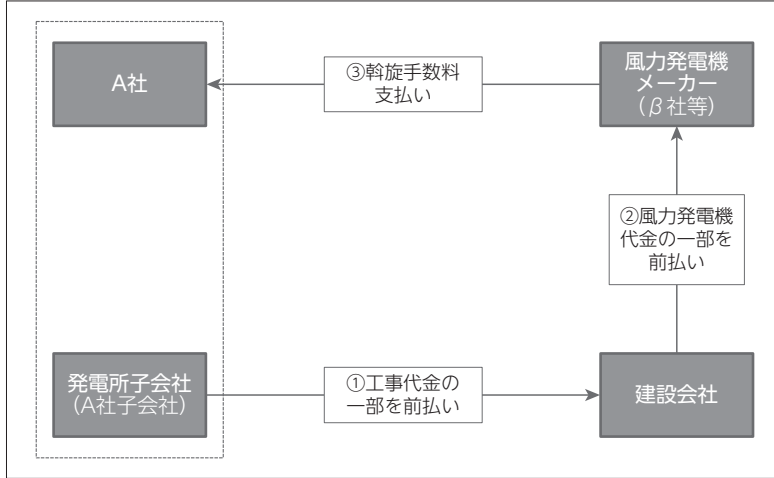 A社
③斡旋手数料
支払い
風力発電機
メーカー
（β社等）
②風力発電機
代金の一部を
前払い
発電所子会社
（A社子会社）
①工事代金の
一部を前払い
建設会社